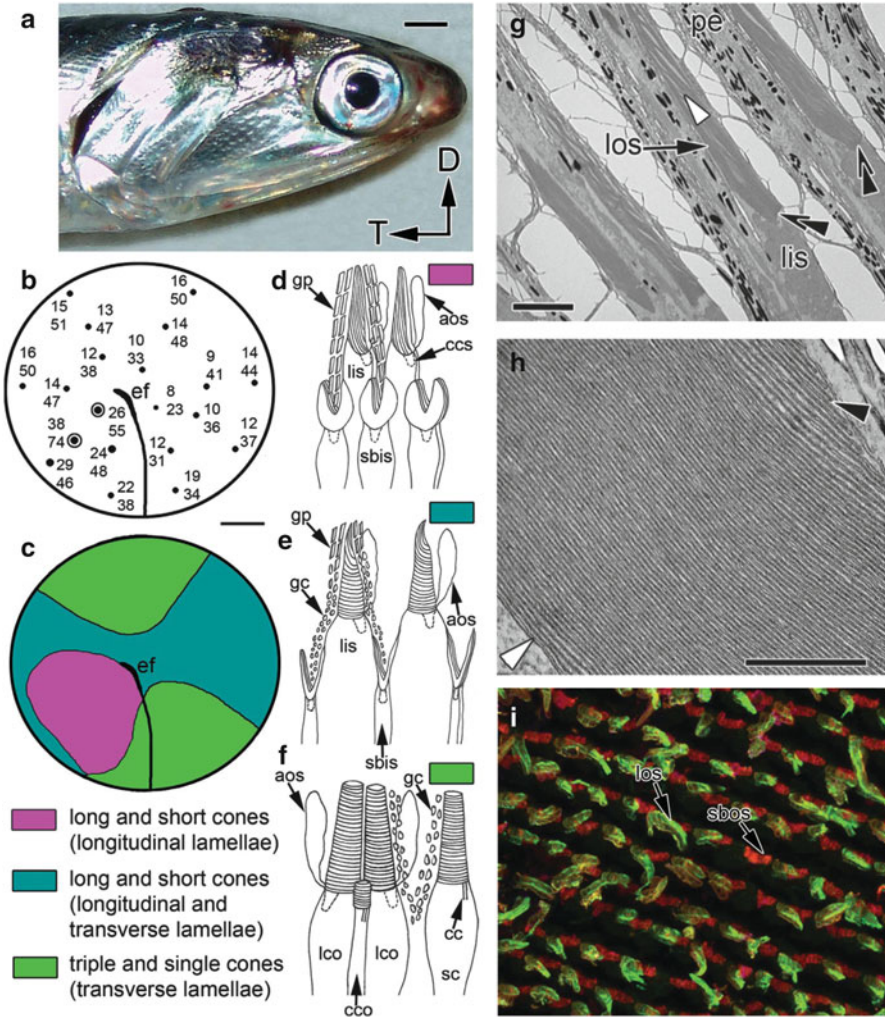 a
D
T
b
16
50
15
51
13
47
14
48
10
33
12
38
16
50
9
41
14
44
14
47
ef
8
23
26
55
10
36
38
74
12
37
24
48
12
31
29
46
22
38
19
34
c
ef
long and short cones
(longitudinal lamellae)
long and short cones
(longitudinal and
transverse lamellae)
triple and single cones
(transverse lamellae)
d
gp
aos
ccs
lis
sbis
e
gp
gc
aos
lis
sbis
f
aos
gc
cc
lco
lco
sc
cco
g
pe
los
lis
h
i
los
sbos